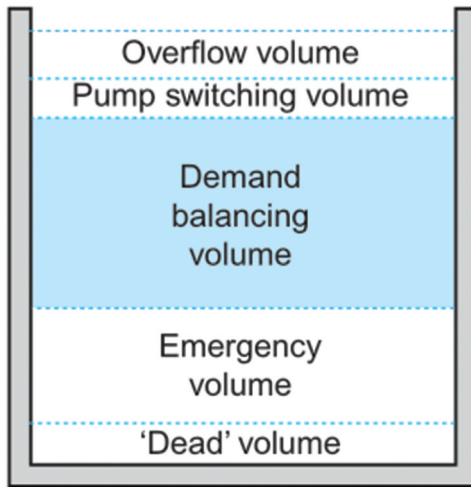 Overflow volume
Pump switching volume
Demand
balancing
volume
Emergency
volume
‘Dead’ volume